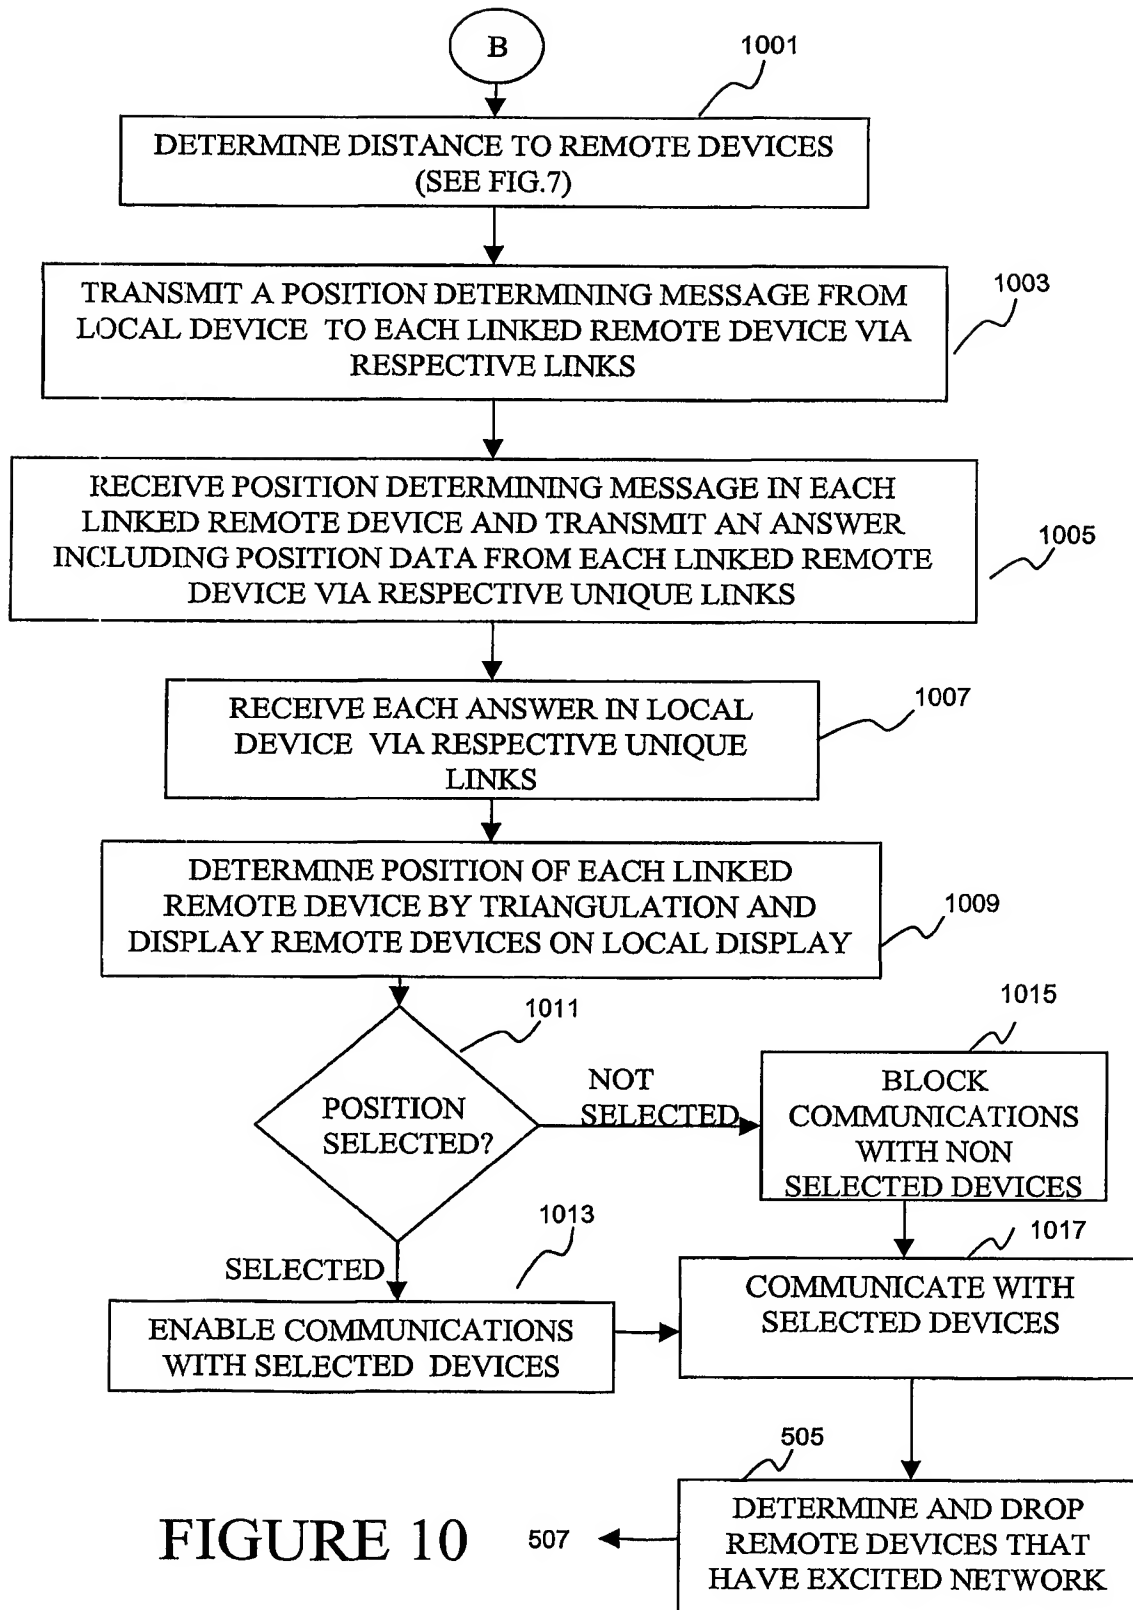 B
1001
DETERMINE DISTANCE TO REMOTE DEVICES
(SEE FIG.7)
TRANSMIT A POSITION DETERMINING MESSAGE FROM
LOCAL DEVICE TO EACH LINKED REMOTE DEVICE VIA
RESPECTIVE LINKS
1003
RECEIVE POSITION DETERMINING MESSAGE IN EACH
LINKED REMOTE DEVICE AND TRANSMIT AN ANSWER
INCLUDING POSITION DATA FROM EACH LINKED REMOTE
DEVICE VIA RESPECTIVE UNIQUE LINKS
1005
RECEIVE EACH ANSWER IN LOCAL
DEVICE VIA RESPECTIVE UNIQUE
LINKS
1007
DETERMINE POSITION OF EACH LINKED
REMOTE DEVICE BY TRIANGULATION AND
DISPLAY REMOTE DEVICES ON LOCAL DISPLAY
1009
1011
POSITION
SELECTED?
NOT
SELECTED
1015
BLOCK
COMMUNICATIONS
WITH NON
SELECTED DEVICES
SELECTED
1013
ENABLE COMMUNICATIONS
WITH SELECTED DEVICES
1017
COMMUNICATE WITH
SELECTED DEVICES
505
DETERMINE AND DROP
REMOTE DEVICES THAT
HAVE EXCITED NETWORK
507
FIGURE 10